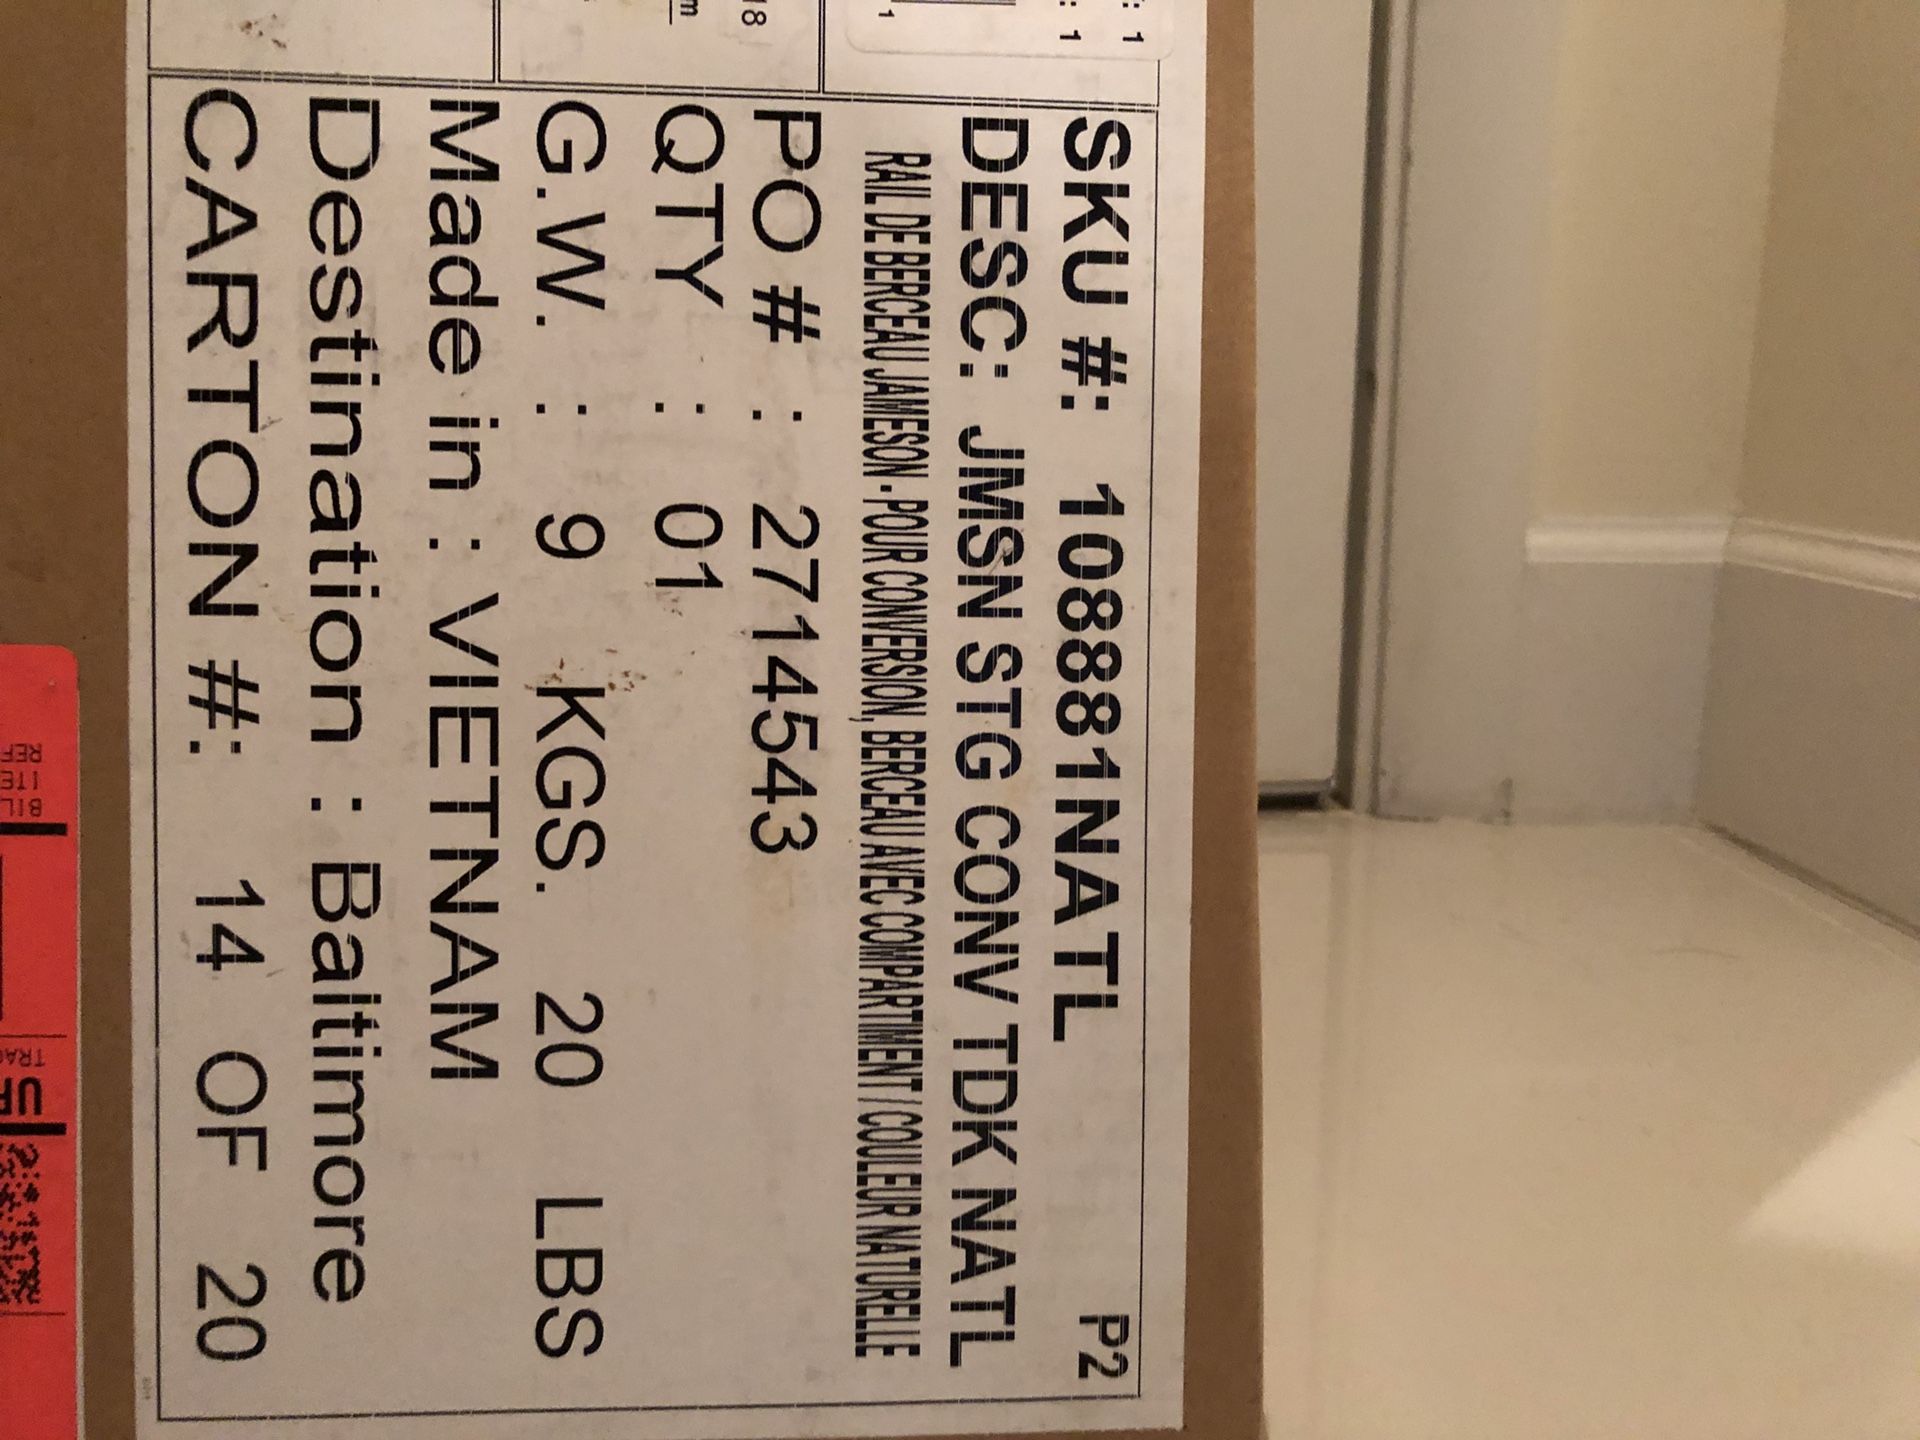 SKU #: 108881NATL P2
DESC: JMSN STG CONV TDK NATL
RAIL DE BERCEAU JAMESON - POUR CONVERSION, BERCEAU AVEC COMPARTIMENT / COULEUR NATURELLE
PO # : 2714543
QTY : 01
G.W. : 9 KGS. 20 LBS
Made in : VIETNAM
Destination : Baltimore
CARTON #: 14 OF 20